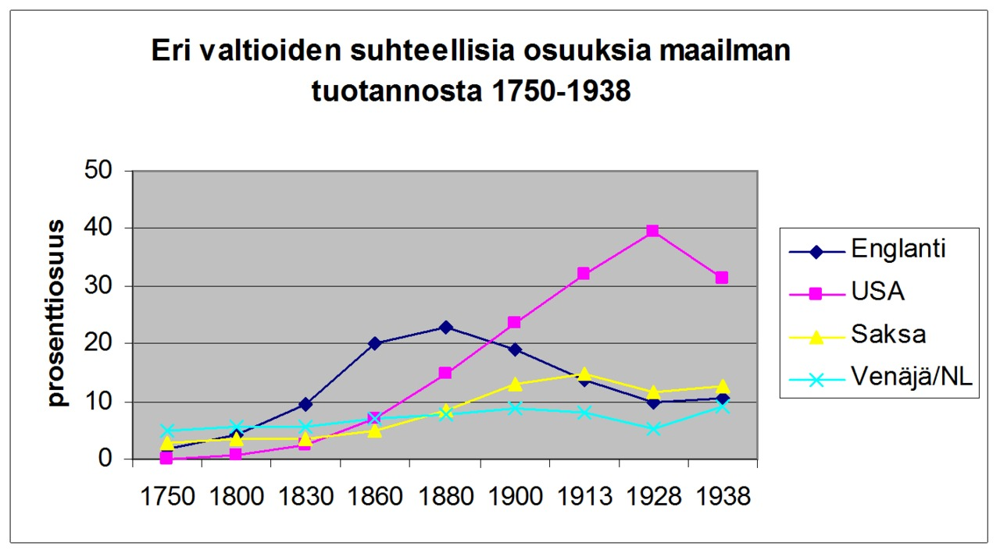 Eri valtioiden suhteellisia osuuksia maailman
tuotannosta 1750-1938
prosenttiosuus
50
40
30
20
10
0
1750 1800 1830 1860 1880 1900 1913 1928 1938
Englanti
USA
Saksa
Venäjä/NL